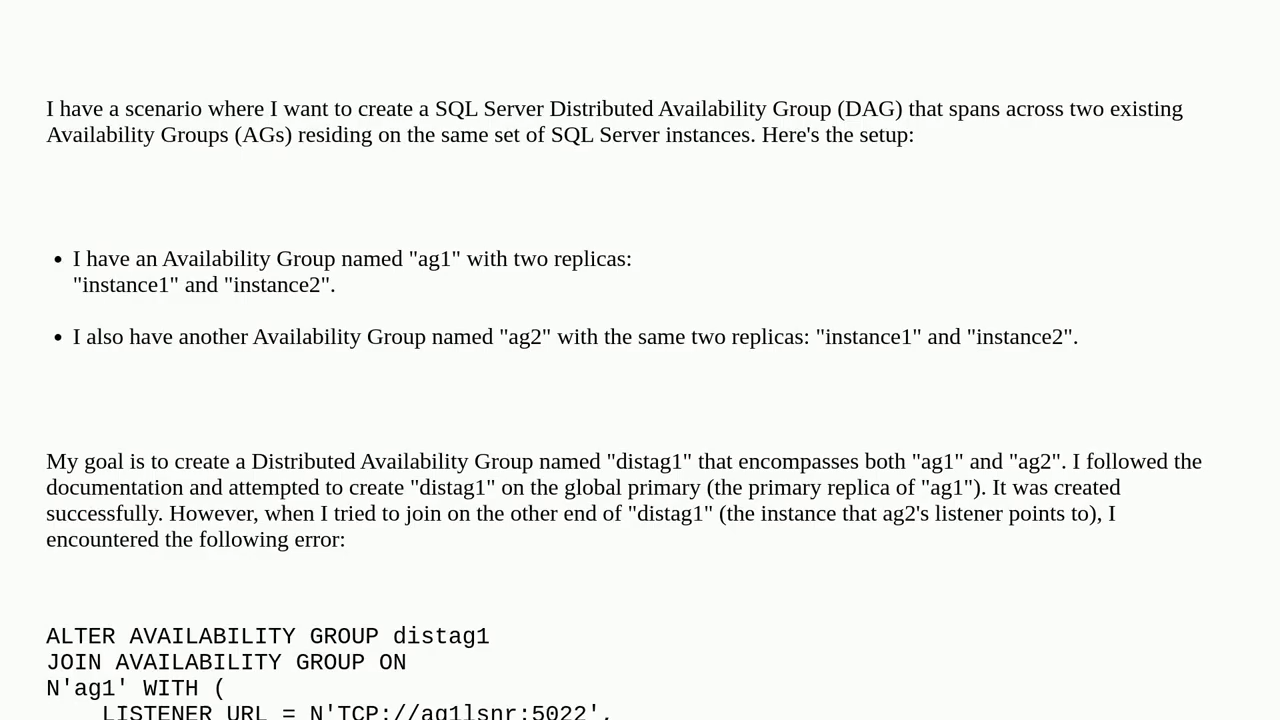 I have a scenario where I want to create a SQL Server Distributed Availability Group (DAG) that spans across two existing
Availability Groups (AGs) residing on the same set of SQL Server instances. Here's the setup:
• I have an Availability Group named "ag1" with two replicas:
"instance1" and "instance2".
• I also have another Availability Group named "ag2" with the same two replicas: "instance1" and "instance2".
My goal is to create a Distributed Availability Group named "distag1" that encompasses both "ag1" and "ag2". I followed the
documentation and attempted to create "distag1" on the global primary (the primary replica of "ag1"). It was created
successfully. However, when I tried to join on the other end of "distag1" (the instance that ag2's listener points to), I
encountered the following error:
ALTER AVAILABILITY GROUP distag1
JOIN AVAILABILITY GROUP ON
N'ag1' WITH (
LISTENER_URL = N'TCP://ag1lsnr:5022',